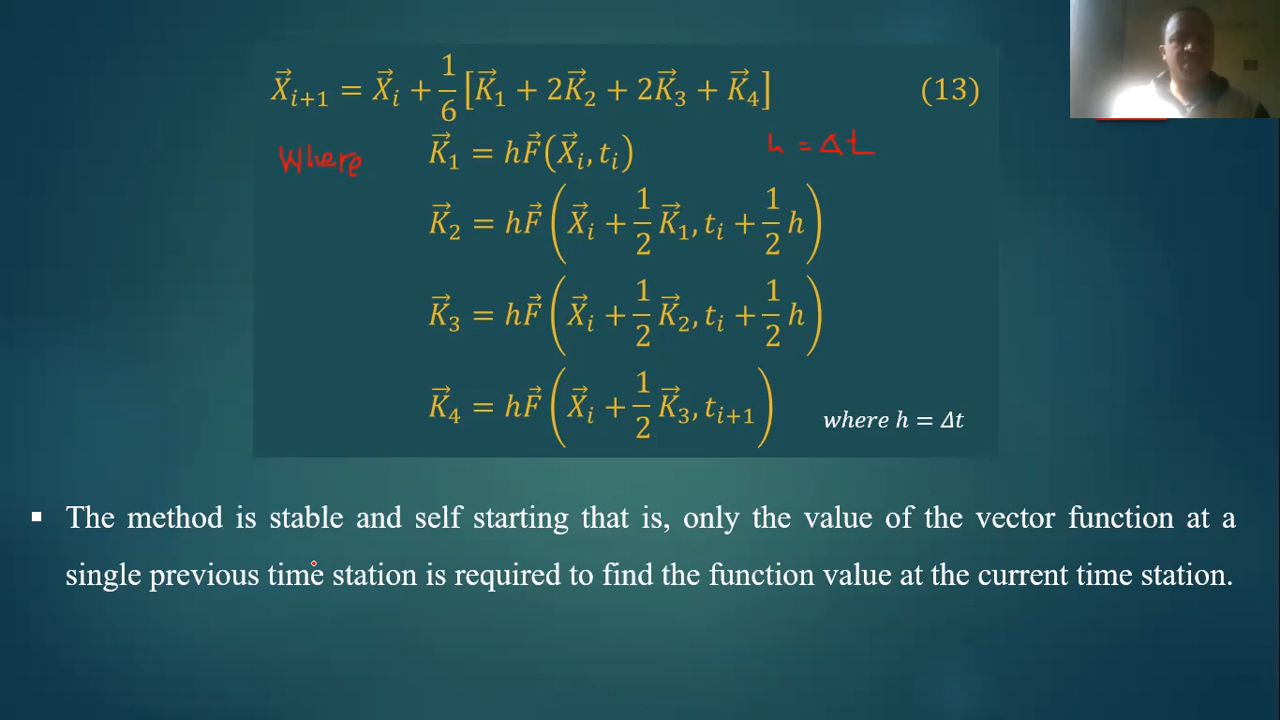 X⃗ᵢ₊₁ = X⃗ᵢ + 1/6 [K⃗₁ + 2K⃗₂ + 2K⃗₃ + K⃗₄] (13)
Where K⃗₁ = hF⃗(X⃗ᵢ, tᵢ) h = Δt
K⃗₂ = hF⃗(X⃗ᵢ + 1/2 K⃗₁, tᵢ + 1/2 h)
K⃗₃ = hF⃗(X⃗ᵢ + 1/2 K⃗₂, tᵢ + 1/2 h)
K⃗₄ = hF⃗(X⃗ᵢ + 1/2 K⃗₃, tᵢ₊₁) where h = Δt
▪ The method is stable and self starting that is, only the value of the vector function at a
single previous time station is required to find the function value at the current time station.